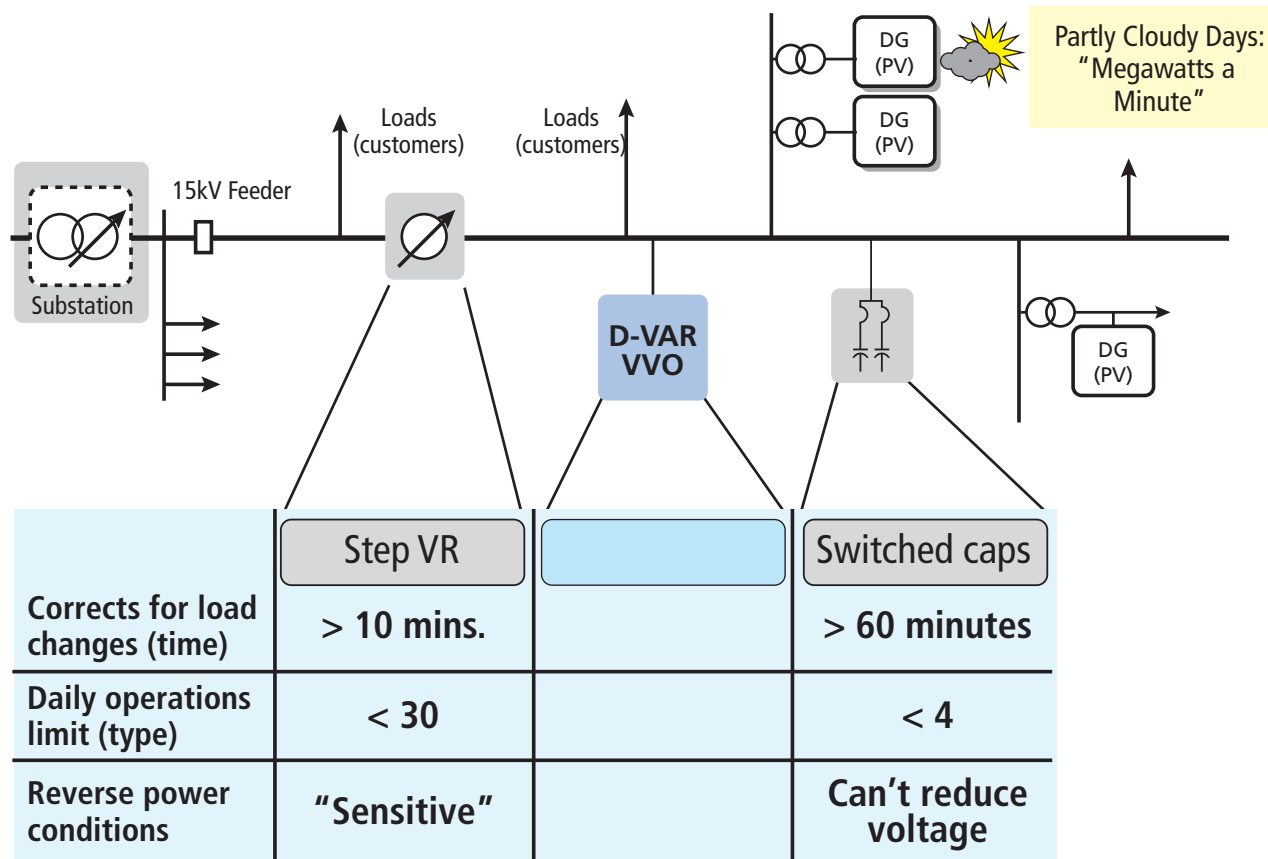 DG
(PV)
Partly Cloudy Days:
"Megawatts a
Minute"
DG
(PV)
Loads
(customers)
Loads
(customers)
15kV Feeder
Substation
D-VAR
VVO
DG
(PV)
Step VR
Switched caps
Corrects for load
changes (time)
> 10 mins.
> 60 minutes
Daily operations
limit (type)
< 30
< 4
Reverse power
conditions
"Sensitive"
Can't reduce
voltage